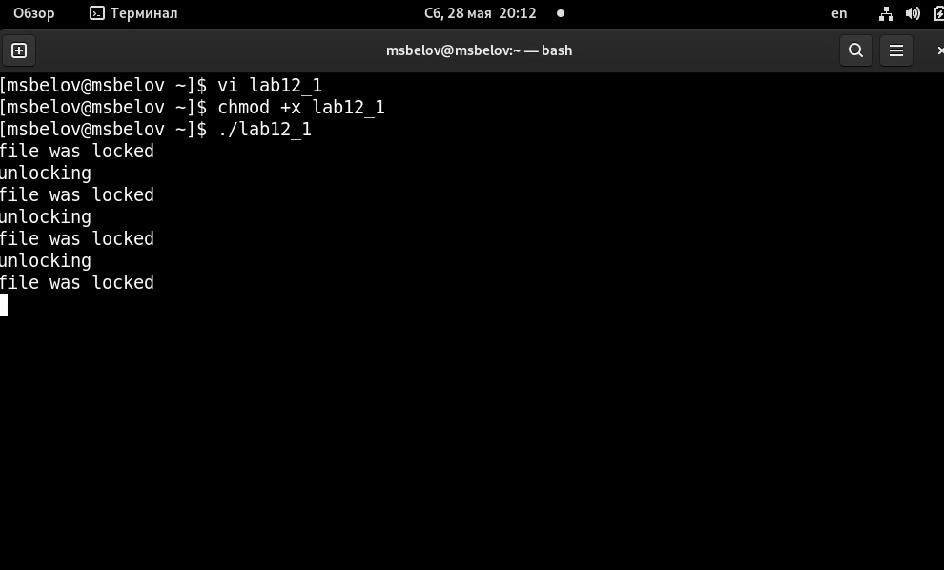 Обзор Терминал Сб, 28 мая 20:12 en
msbelov@msbelov:~ — bash
[msbelov@msbelov ~]$ vi lab12_1
[msbelov@msbelov ~]$ chmod +x lab12_1
[msbelov@msbelov ~]$ ./lab12_1
file was locked
unlocking
file was locked
unlocking
file was locked
unlocking
file was locked